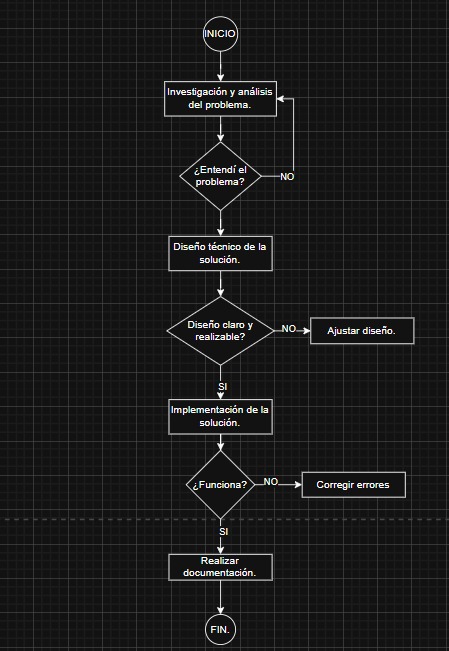 INICIO
Investigación y análisis
del problema.
¿Entendí el
problema?
NO
Diseño técnico de la
solución.
Diseño claro y
realizable?
NO
Ajustar diseño.
SI
Implementación de la
solución.
¿Funciona?
NO
Corregir errores
SI
Realizar
documentación.
FIN.